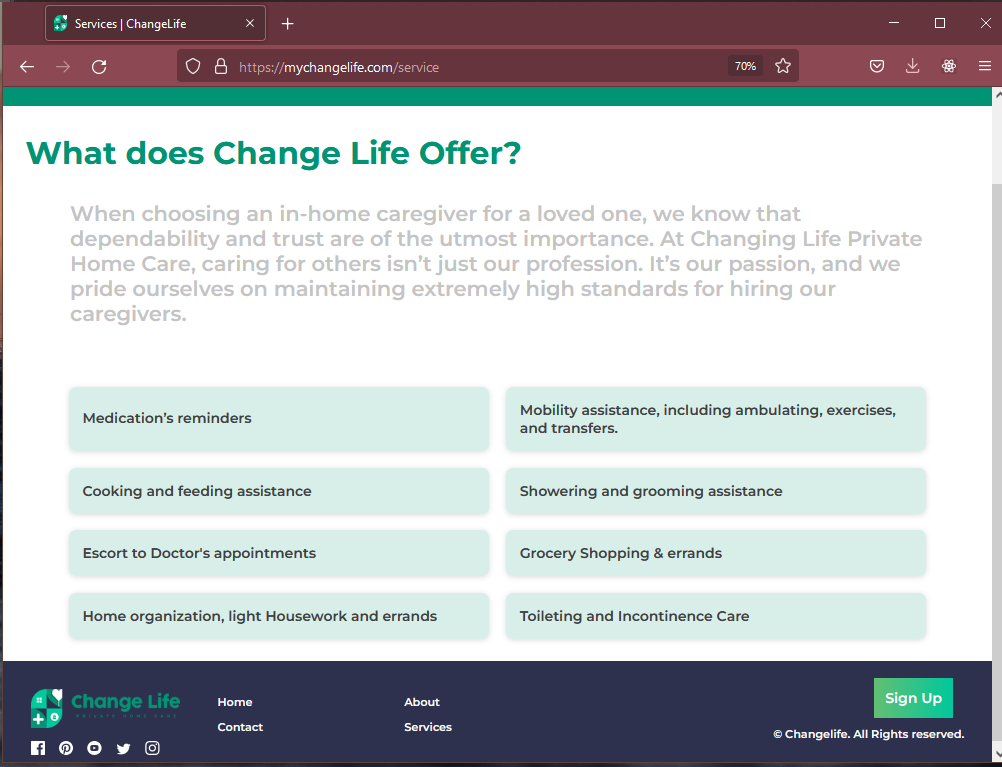 Services | ChangeLife
https://mychangelife.com/service
70%
What does Change Life Offer?
When choosing an in-home caregiver for a loved one, we know that
dependability and trust are of the utmost importance. At Changing Life Private
Home Care, caring for others isn’t just our profession. It’s our passion, and we
pride ourselves on maintaining extremely high standards for hiring our
caregivers.
Medication’s reminders
Mobility assistance, including ambulating, exercises,
and transfers.
Cooking and feeding assistance
Showering and grooming assistance
Escort to Doctor's appointments
Grocery Shopping & errands
Home organization, light Housework and errands
Toileting and Incontinence Care
Change Life
PRIVATE HOME CARE
Home
About
Contact
Services
Sign Up
© Changelife. All Rights reserved.